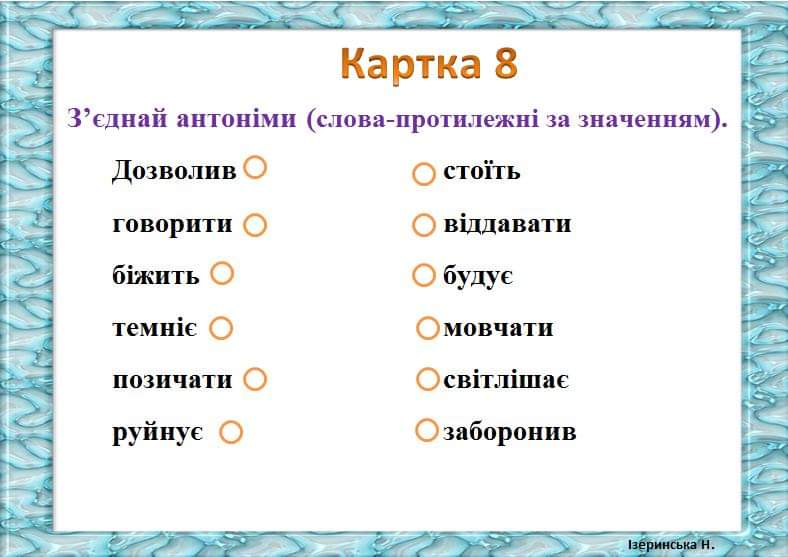 Картка 8
З’єднай антоніми (слова-протилежні за значенням).
Дозволив стоїть
говорити віддавати
біжить будує
темніє мовчати
позичати світлішає
руйнує заборонив
Ізеринська Н.